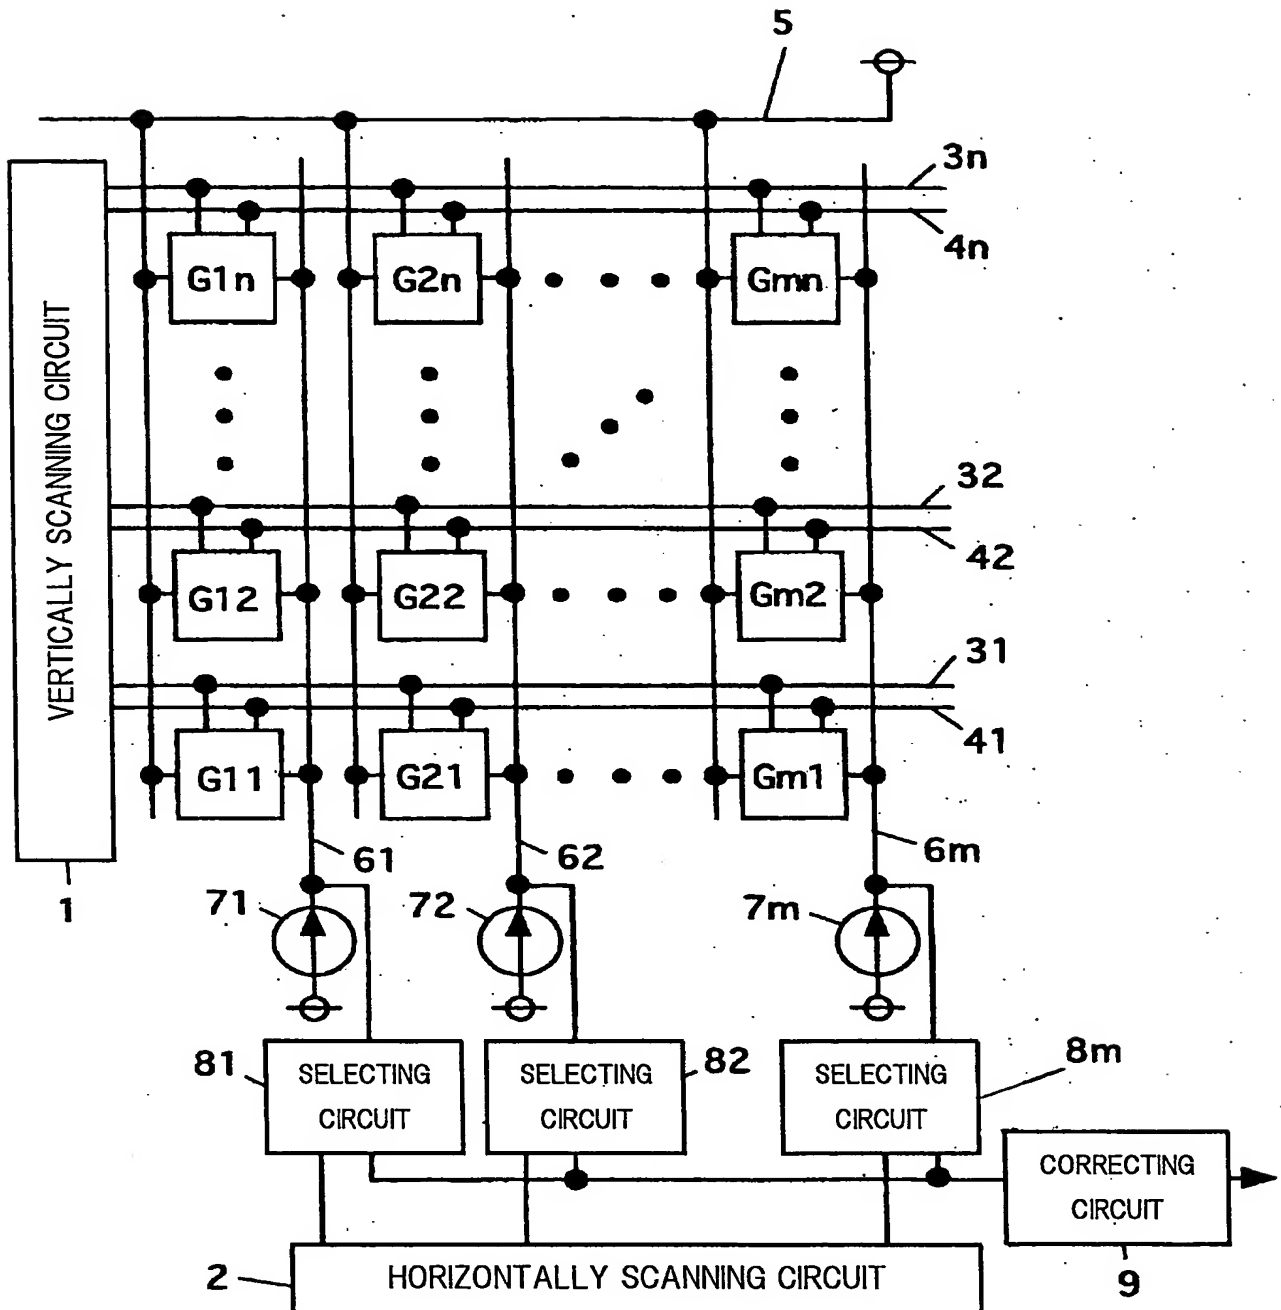 5
3n
4n
G1n G2n Gmn
VERTICALLY SCANNING CIRCUIT
32
42
G12 G22 Gm2
31
41
G11 G21 Gm1
61 62 6m
1
71 72 7m
81 82 8m
SELECTING SELECTING SELECTING
CIRCUIT CIRCUIT CIRCUIT
CORRECTING
CIRCUIT
2 HORIZONTALLY SCANNING CIRCUIT
9